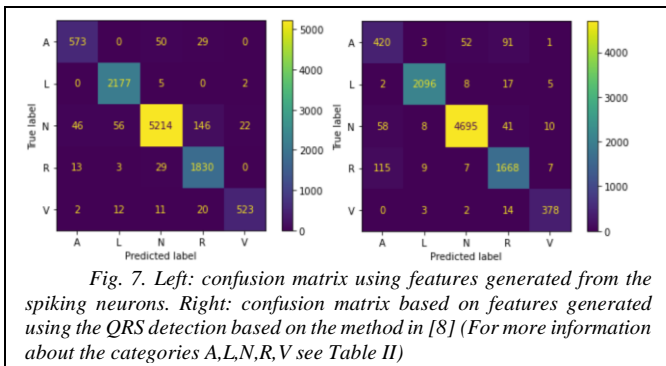 A 573 0 50 29 0
L 0 2177 5 0 2
N 46 56 5214 146 22
R 13 3 29 1830 0
V 2 12 11 20 523
A L N R V
Predicted label
True label
5000
4000
3000
2000
1000
0
A 420 3 52 91 1
L 2 2096 8 17 5
N 58 8 4695 41 10
R 115 9 7 1668 7
V 0 3 2 14 378
A L N R V
Predicted label
True label
4000
3000
2000
1000
0
Fig. 7. Left: confusion matrix using features generated from the
spiking neurons. Right: confusion matrix based on features generated
using the QRS detection based on the method in [8] (For more information
about the categories A,L,N,R,V see Table II)